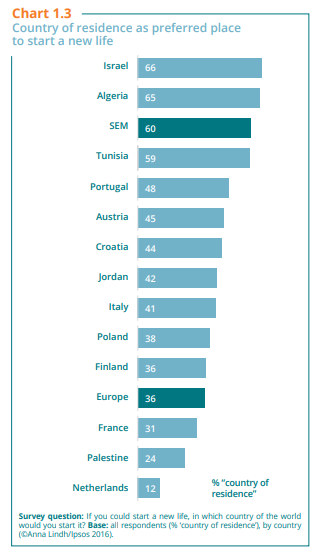 Chart 1.3
Country of residence as preferred place
to start a new life
Israel 66
Algeria 65
SEM 60
Tunisia 59
Portugal 48
Austria 45
Croatia 44
Jordan 42
Italy 41
Poland 38
Finland 36
Europe 36
France 31
Palestine 24
Netherlands 12
% “country of
residence”
Survey question: If you could start a new life, in which country of the world
would you start it? Base: all respondents (% ‘country of residence’), by country
(©Anna Lindh/Ipsos 2016).